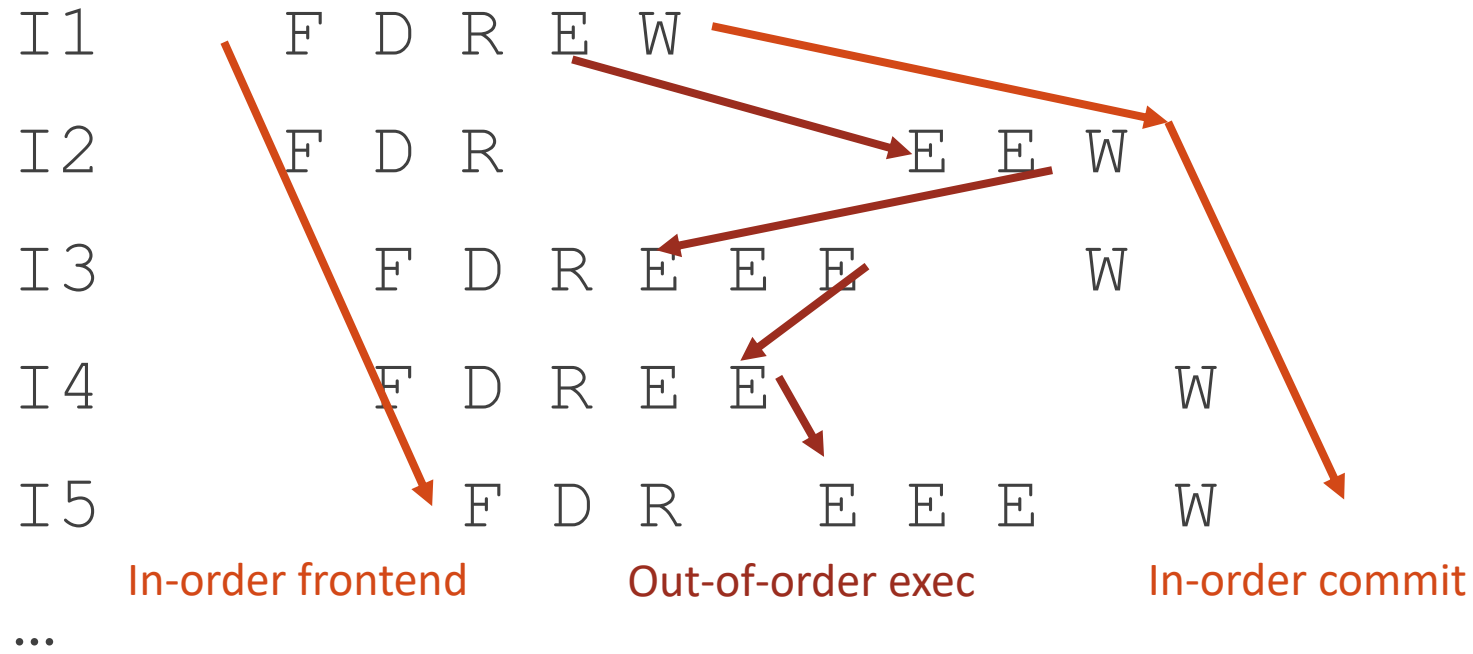 I1 F D R E W
I2 F D R E E W
I3 F D R E E E W
I4 F D R E E W
I5 F D R E E E W
In-order frontend Out-of-order exec In-order commit
...